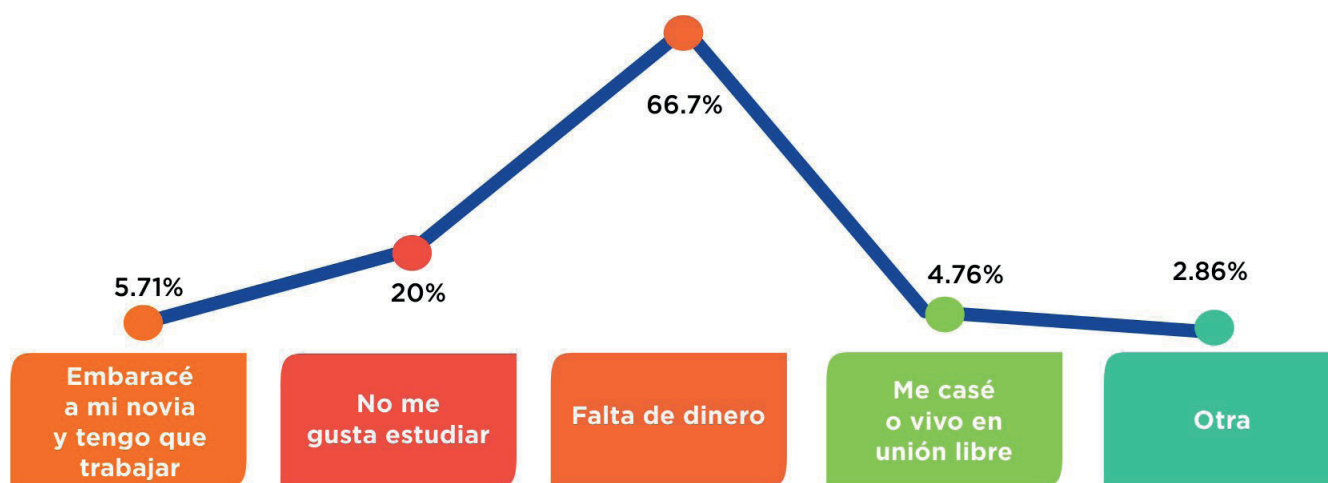 66.7%
5.71%
20%
4.76%
2.86%
Embaracé
a mi novia
y tengo que
trabajar
No me
gusta estudiar
Falta de dinero
Me casé
o vivo en
unión libre
Otra